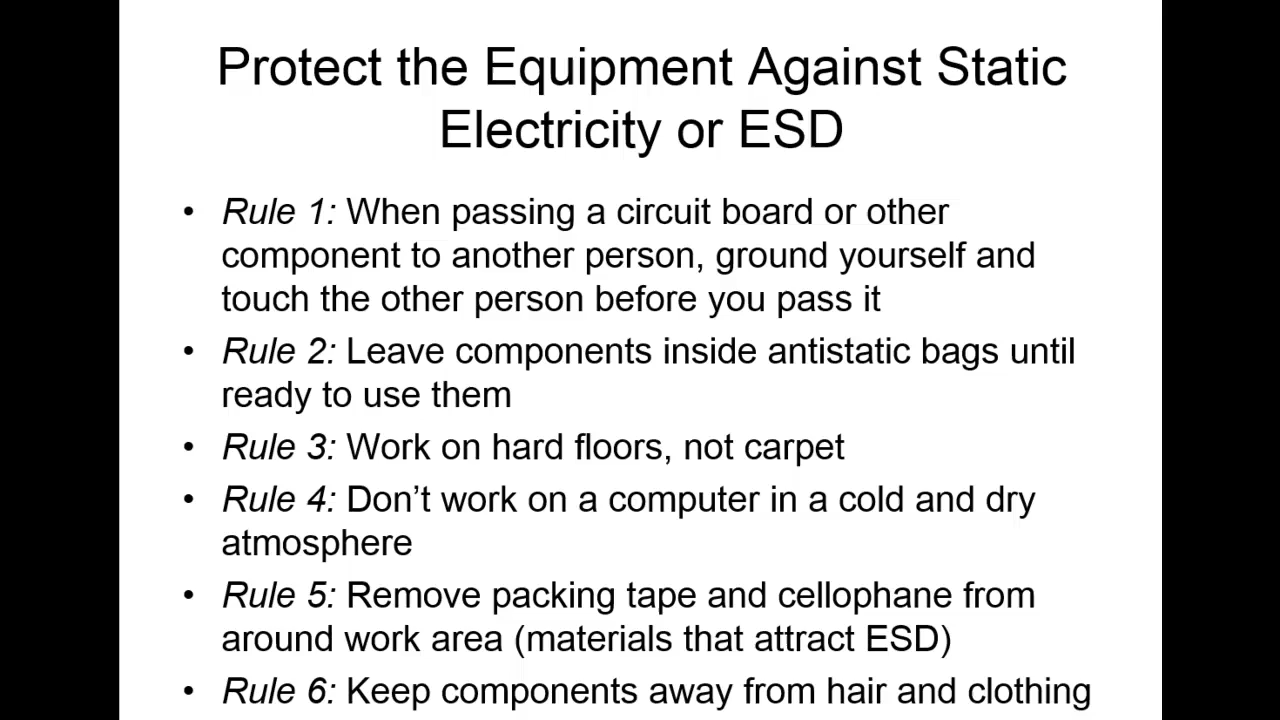 Protect the Equipment Against Static
Electricity or ESD
• Rule 1: When passing a circuit board or other
component to another person, ground yourself and
touch the other person before you pass it
• Rule 2: Leave components inside antistatic bags until
ready to use them
• Rule 3: Work on hard floors, not carpet
• Rule 4: Don’t work on a computer in a cold and dry
atmosphere
• Rule 5: Remove packing tape and cellophane from
around work area (materials that attract ESD)
• Rule 6: Keep components away from hair and clothing